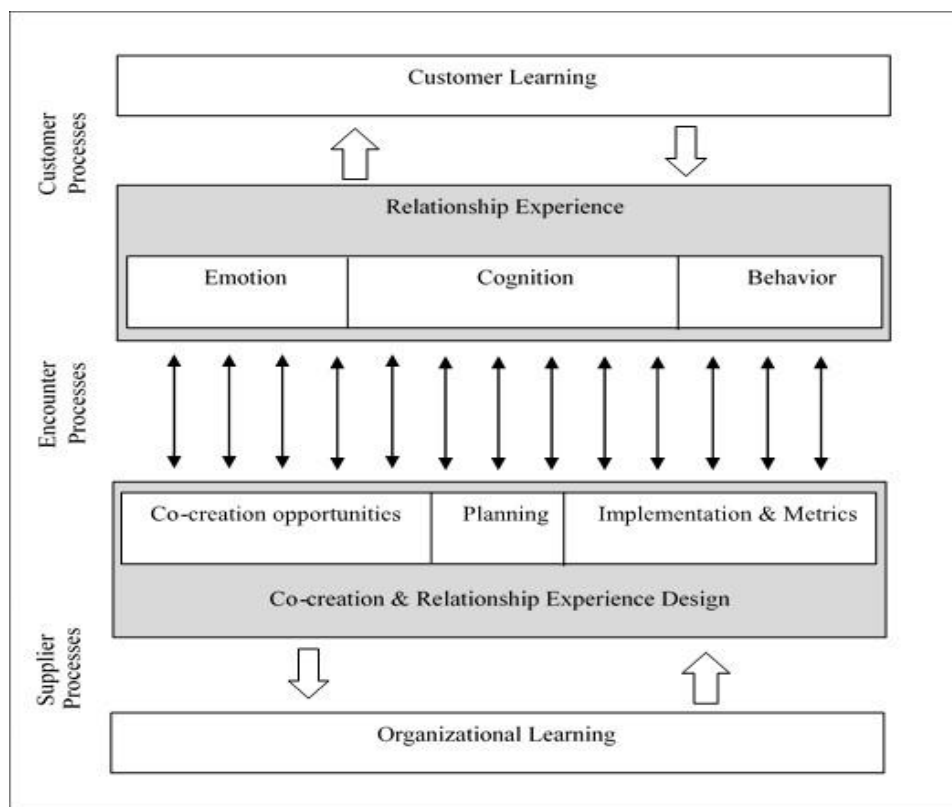 Customer Learning
Customer
Processes
Relationship Experience
Emotion
Cognition
Behavior
Encounter
Processes
Co-creation opportunities
Planning
Implementation & Metrics
Co-creation & Relationship Experience Design
Supplier
Processes
Organizational Learning